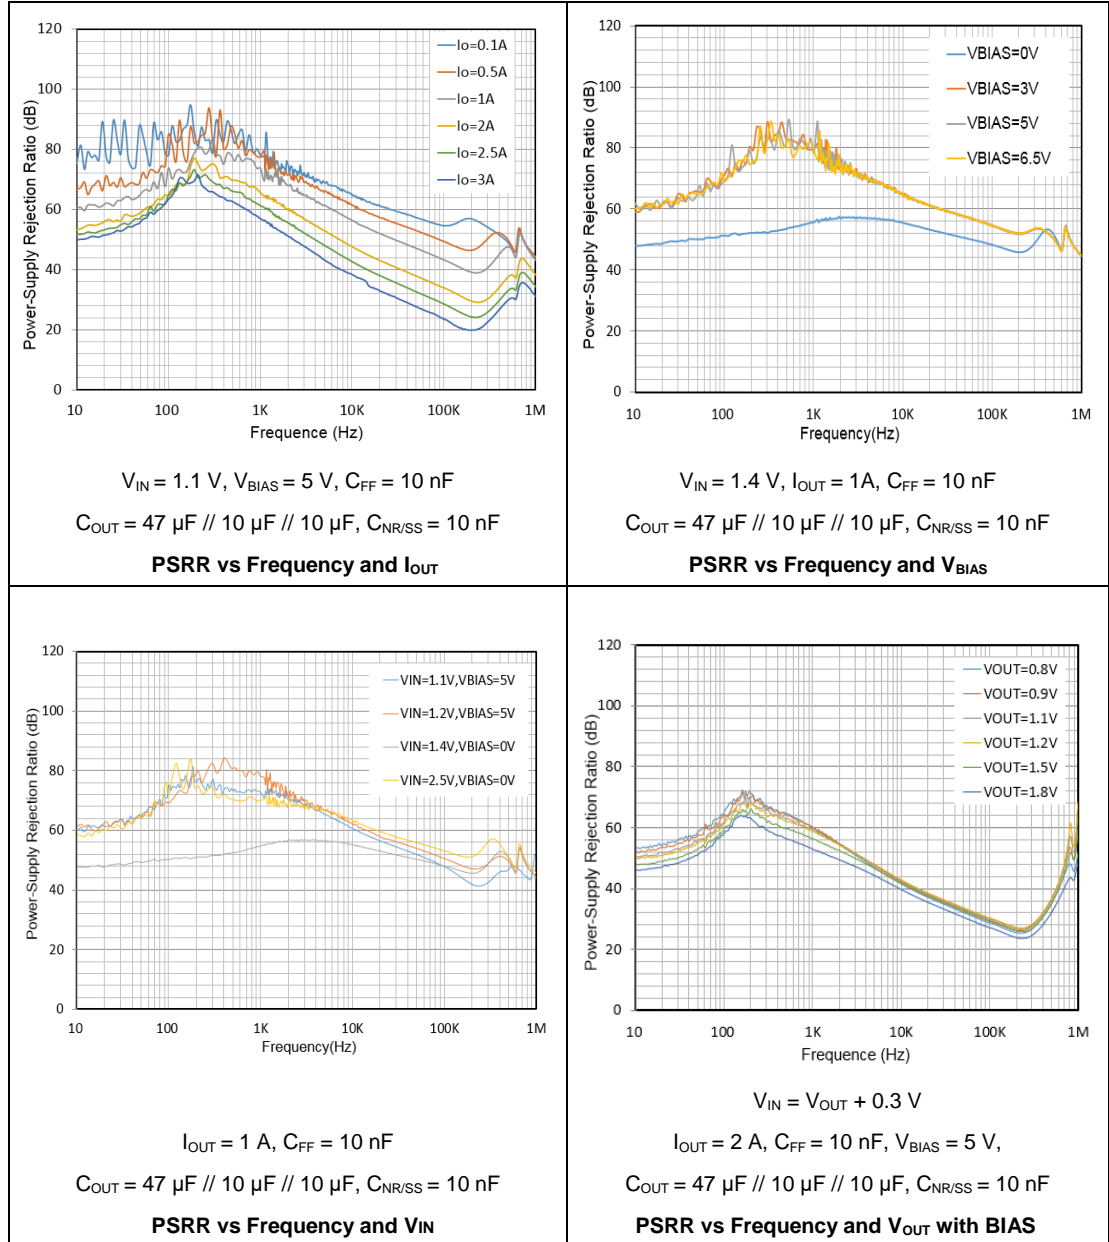 120
100
80
60
40
20
0
Power-Supply Rejection Ratio (dB)
Io=0.1A
Io=0.5A
Io=1A
Io=2A
Io=2.5A
Io=3A
10 100 1K 10K 100K 1M
Frequence (Hz)
VIN = 1.1 V, VBIAS = 5 V, CFF = 10 nF
COUT = 47 µF // 10 µF // 10 µF, CNR/SS = 10 nF
PSRR vs Frequency and IOUT
120
100
80
60
40
20
0
Power-Supply Rejection Ratio (dB)
VBIAS=0V
VBIAS=3V
VBIAS=5V
VBIAS=6.5V
10 100 1K 10K 100K 1M
Frequency(Hz)
VIN = 1.4 V, IOUT = 1A, CFF = 10 nF
COUT = 47 µF // 10 µF // 10 µF, CNR/SS = 10 nF
PSRR vs Frequency and VBIAS
120
100
80
60
40
20
0
Power-Supply Rejection Ratio (dB)
VIN=1.1V,VBIAS=5V
VIN=1.2V,VBIAS=5V
VIN=1.4V,VBIAS=0V
VIN=2.5V,VBIAS=0V
10 100 1K 10K 100K 1M
Frequency(Hz)
IOUT = 1 A, CFF = 10 nF
COUT = 47 µF // 10 µF // 10 µF, CNR/SS = 10 nF
PSRR vs Frequency and VIN
120
100
80
60
40
20
0
Power-Supply Rejection Ratio (dB)
VOUT=0.8V
VOUT=0.9V
VOUT=1.1V
VOUT=1.2V
VOUT=1.5V
VOUT=1.8V
10 100 1K 10K 100K 1M
Frequence (Hz)
VIN = VOUT + 0.3 V
IOUT = 2 A, CFF = 10 nF, VBIAS = 5 V,
COUT = 47 µF // 10 µF // 10 µF, CNR/SS = 10 nF
PSRR vs Frequency and VOUT with BIAS